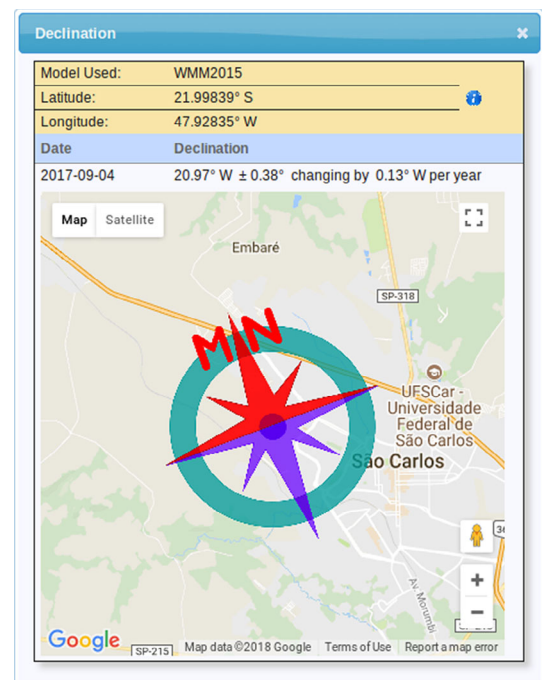 Declination
Model Used: WMM2015
Latitude: 21.99839° S
Longitude: 47.92835° W
Date Declination
2017-09-04 20.97° W ± 0.38° changing by 0.13° W per year
Map Satellite
Embaré
SP-318
MN
UFSCar -
Universidade
Federal de
São Carlos
São Carlos
Av. Morumbi
Google
SP-215
Map data ©2018 Google Terms of Use Report a map error